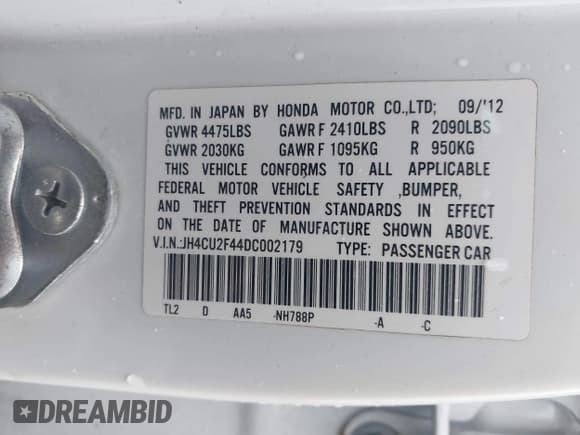 MFD. IN JAPAN BY HONDA MOTOR CO.,LTD; 09/'12
GVWR 4475LBS GAWR F 2410LBS R 2090LBS
GVWR 2030KG GAWR F 1095KG R 950KG
THIS VEHICLE CONFORMS TO ALL APPLICABLE
FEDERAL MOTOR VEHICLE SAFETY ,BUMPER,
AND THEFT PREVENTION STANDARDS IN EFFECT
ON THE DATE OF MANUFACTURE SHOWN ABOVE.
V.I.N.:JH4CU2F44DC002179 TYPE: PASSENGER CAR
TL2 D AA5 -NH788P -A -C
DREAMBID